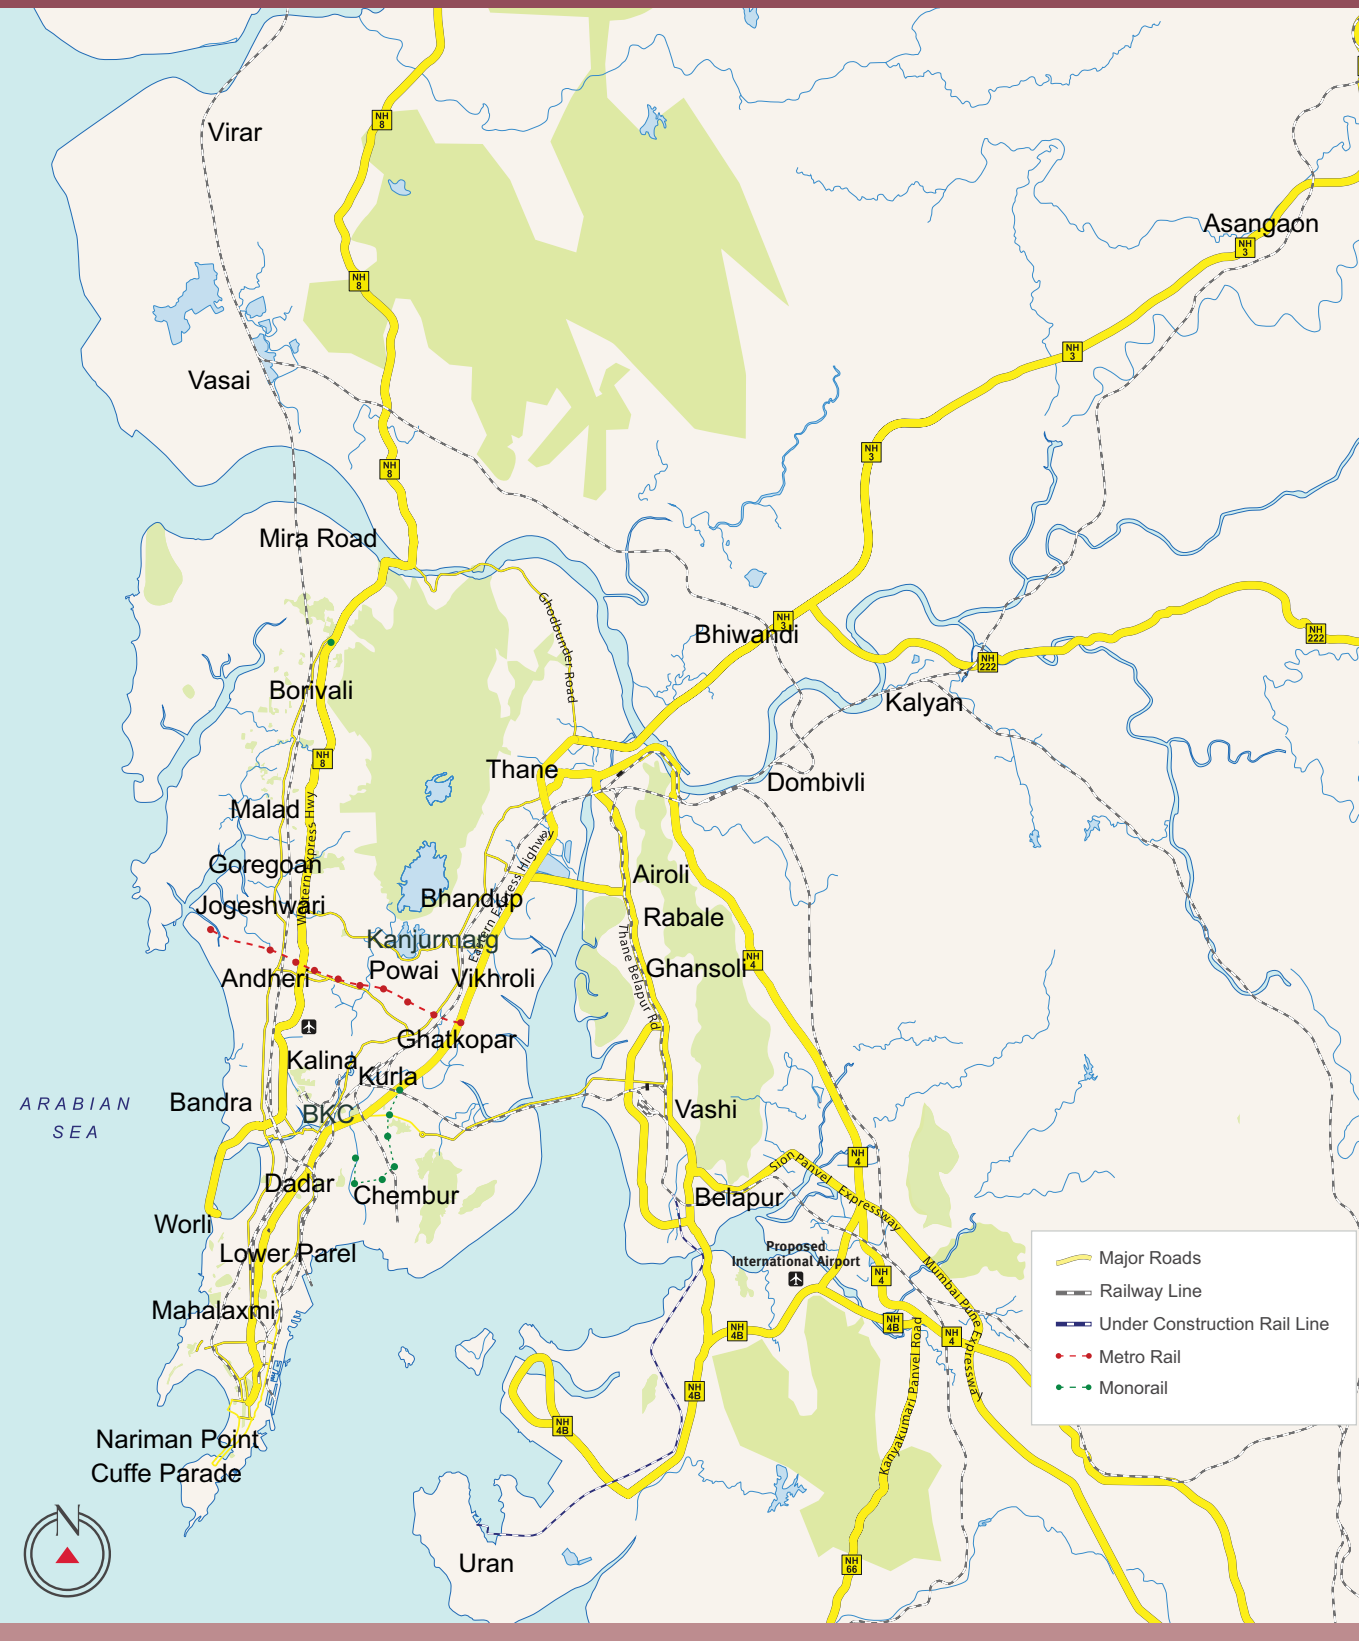 NH
8
Virar
Asangaon
NH
3
NH
8
NH
3
Vasai
NH
3
NH
8
Mira Road
Ghodbunder Road
NH
3
Bhiwandi
NH
222
NH
222
Borivali
Kalyan
NH
8
Thane
Dombivli
Malad
Western Express Hwy
Eastern Express Highway
Goregoan
Airoli
Bhandup
Jogeshwari
Rabale
Kanjurmarg
Thane Belapur Rd
Powai
Vikhroli
Ghansoli
NH
4
Andheri
Ghatkopar
Kalina
Kurla
ARABIAN
SEA
Bandra
BKC
Vashi
NH
4
Sion Panvel Expressway
Dadar
Chembur
Belapur
Worli
Lower Parel
Proposed
International Airport
NH
4
Mumbai Pune Expressway
Mahalaxmi
NH
4B
NH
4B
NH
4
Kanyakumari Panvel Road
NH
4B
NH
4B
Nariman Point
Cuffe Parade
N
Uran
NH
66
Major Roads
Railway Line
Under Construction Rail Line
Metro Rail
Monorail